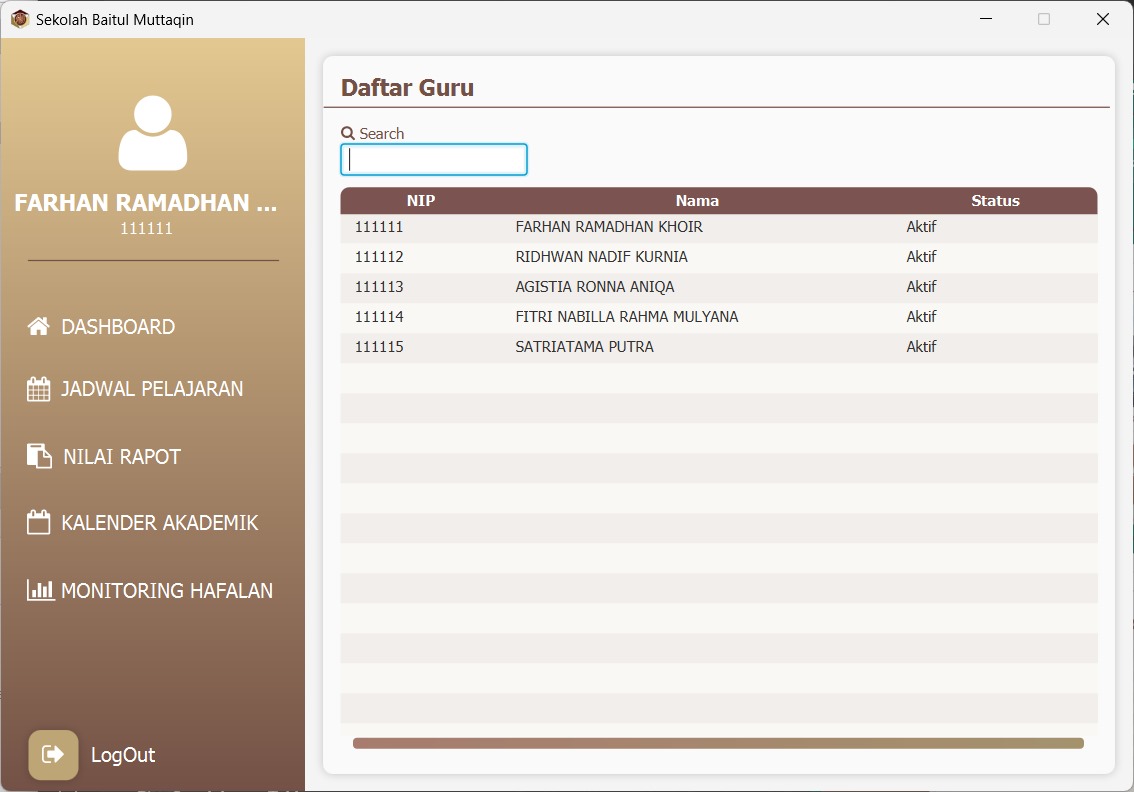 Sekolah Baitul Muttaqin
FARHAN RAMADHAN ...
111111
DASHBOARD
JADWAL PELAJARAN
NILAI RAPOT
KALENDER AKADEMIK
MONITORING HAFALAN
LogOut
Daftar Guru
Search
NIP Nama Status
111111 FARHAN RAMADHAN KHOIR Aktif
111112 RIDHWAN NADIF KURNIA Aktif
111113 AGISTIA RONNA ANIQA Aktif
111114 FITRI NABILLA RAHMA MULYANA Aktif
111115 SATRIATAMA PUTRA Aktif